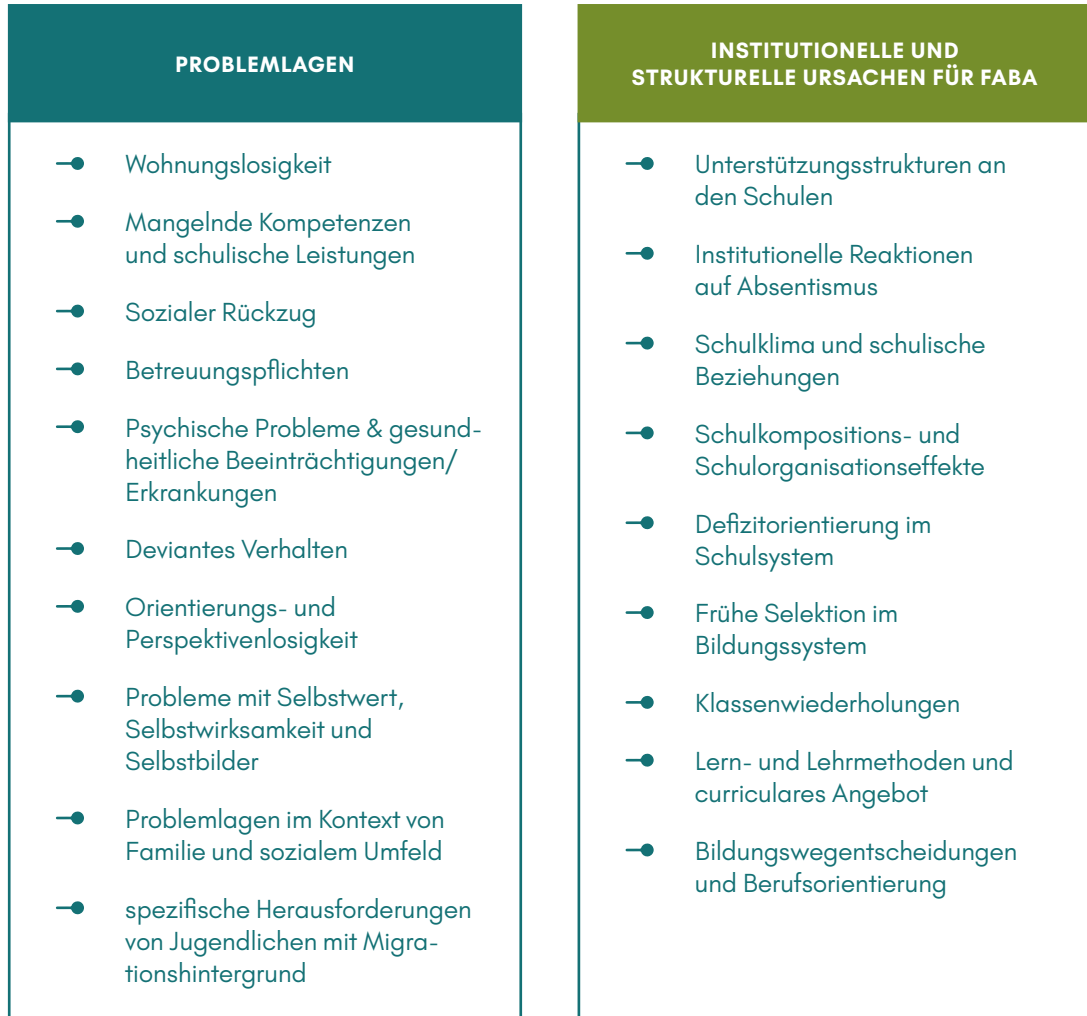 PROBLEMLAGEN
Wohnungslosigkeit
Mangelnde Kompetenzen
und schulische Leistungen
Sozialer Rückzug
Betreuungspflichten
Psychische Probleme & gesund-
heitliche Beeinträchtigungen/
Erkrankungen
Deviantes Verhalten
Orientierungs- und
Perspektivenlosigkeit
Probleme mit Selbstwert,
Selbstwirksamkeit und
Selbstbilder
Problemlagen im Kontext von
Familie und sozialem Umfeld
spezifische Herausforderungen
von Jugendlichen mit Migra-
tionshintergrund
INSTITUTIONELLE UND
STRUKTURELLE URSACHEN FÜR FABA
Unterstützungsstrukturen an
den Schulen
Institutionelle Reaktionen
auf Absentismus
Schulklima und schulische
Beziehungen
Schulkompositions- und
Schulorganisationseffekte
Defizitorientierung im
Schulsystem
Frühe Selektion im
Bildungssystem
Klassenwiederholungen
Lern- und Lehrmethoden und
curriculares Angebot
Bildungswegentscheidungen
und Berufsorientierung